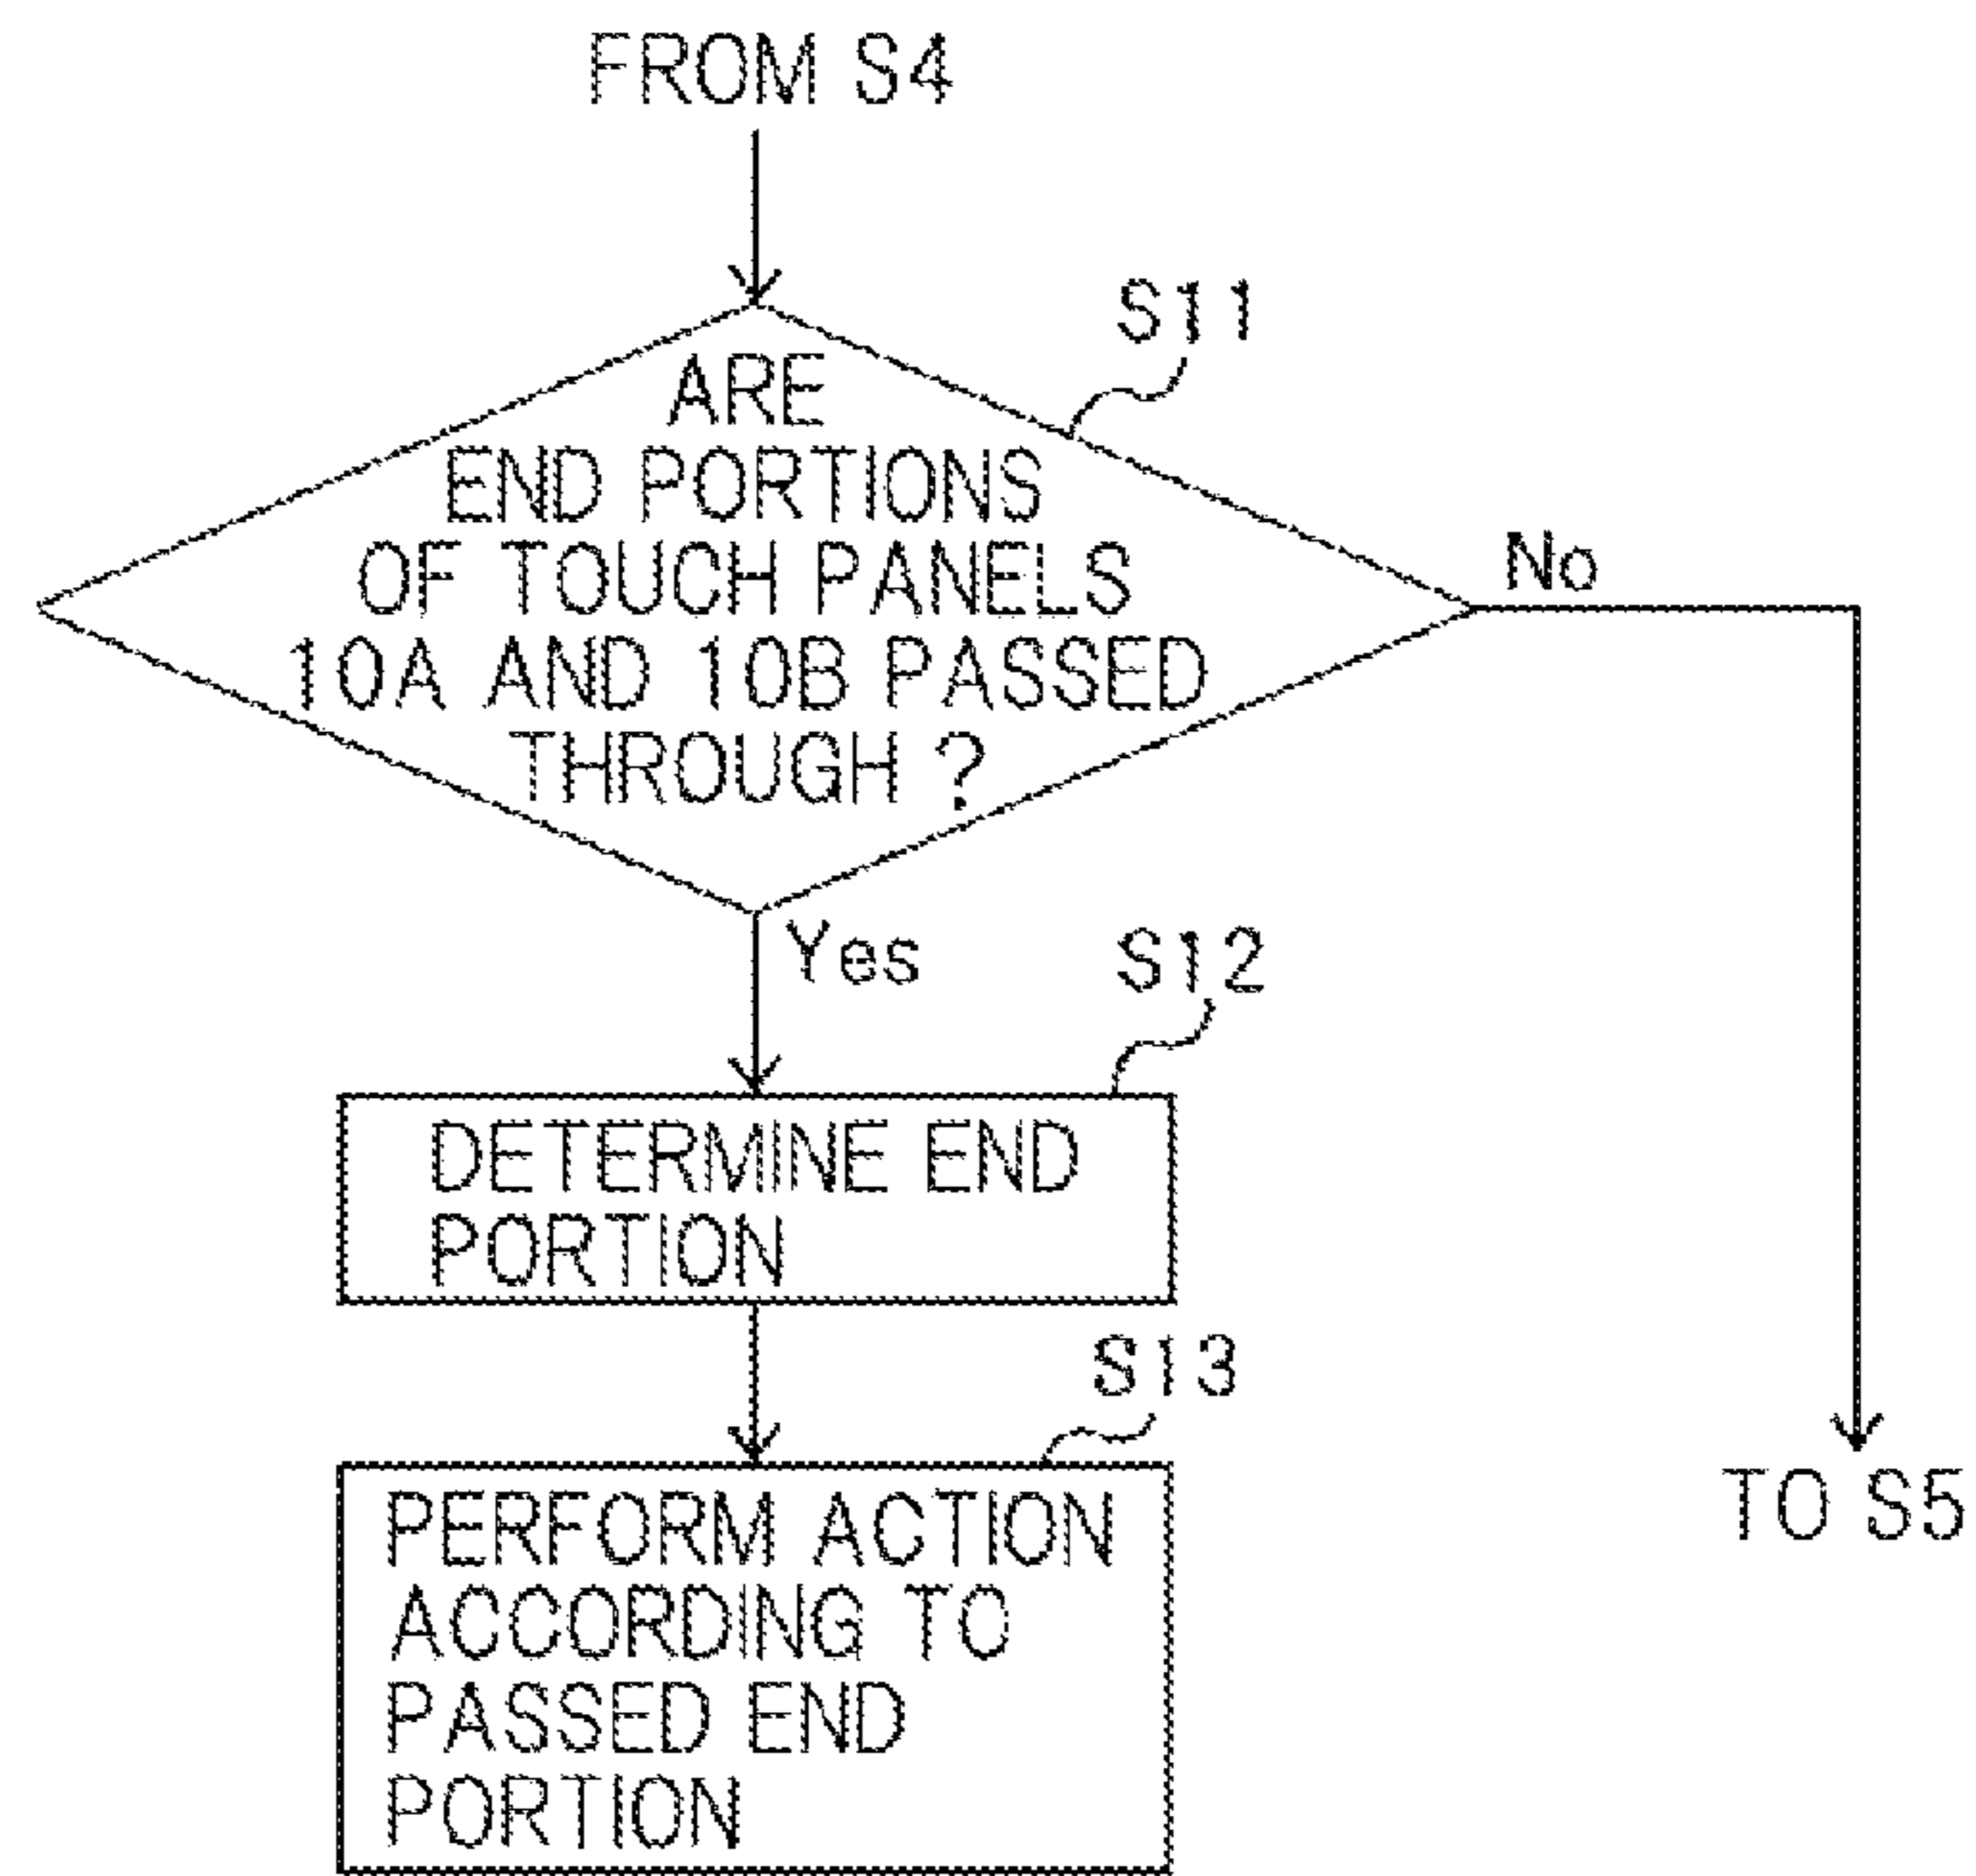 FROM S4
S11
ARE
END PORTIONS
OF TOUCH PANELS
10A AND 10B PASSED
THROUGH ?
No
Yes
S12
DETERMINE END
PORTION
S13
PERFORM ACTION
ACCORDING TO
PASSED END
PORTION
TO S5